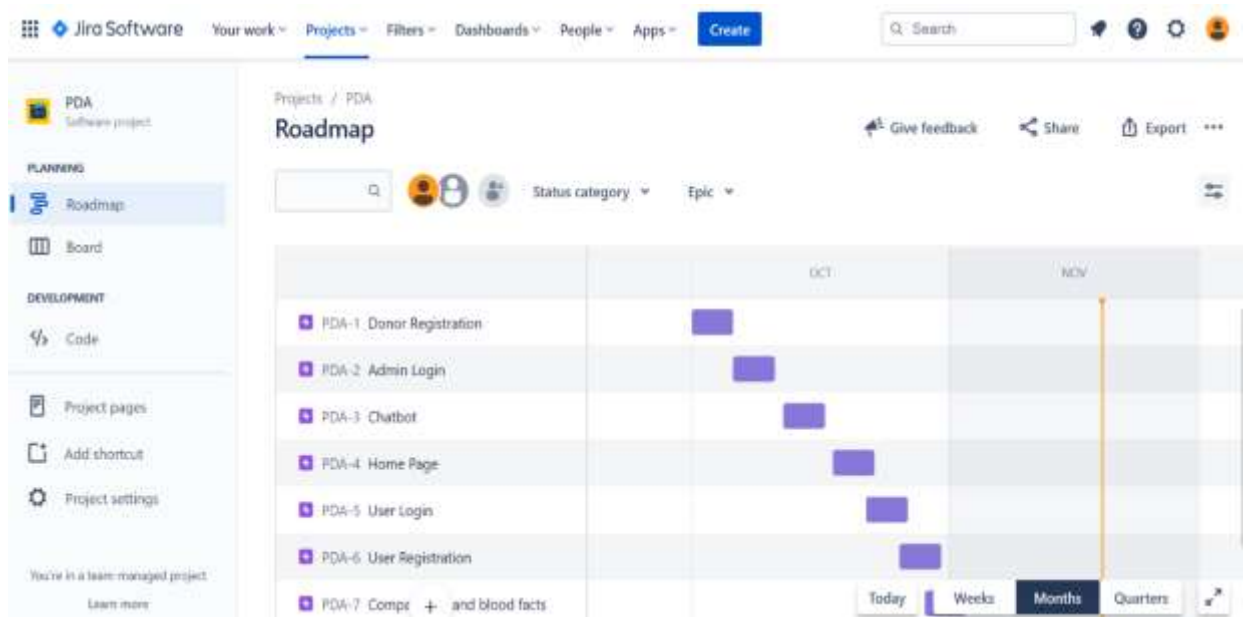 Jira Software Your work Projects Filters Dashboards People Apps Create Search
PDA
Software project
PLANNING
Roadmap
Board
DEVELOPMENT
Code
Project pages
Add shortcut
Project settings
You're in a team-managed project
Learn more
Projects / PDA
Roadmap
Give feedback Share Export
Status category Epic
OCT NOV
PDA-1 Donor Registration
PDA-2 Admin Login
PDA-3 Chatbot
PDA-4 Home Page
PDA-5 User Login
PDA-6 User Registration
PDA-7 and blood facts
Today Weeks Months Quarters